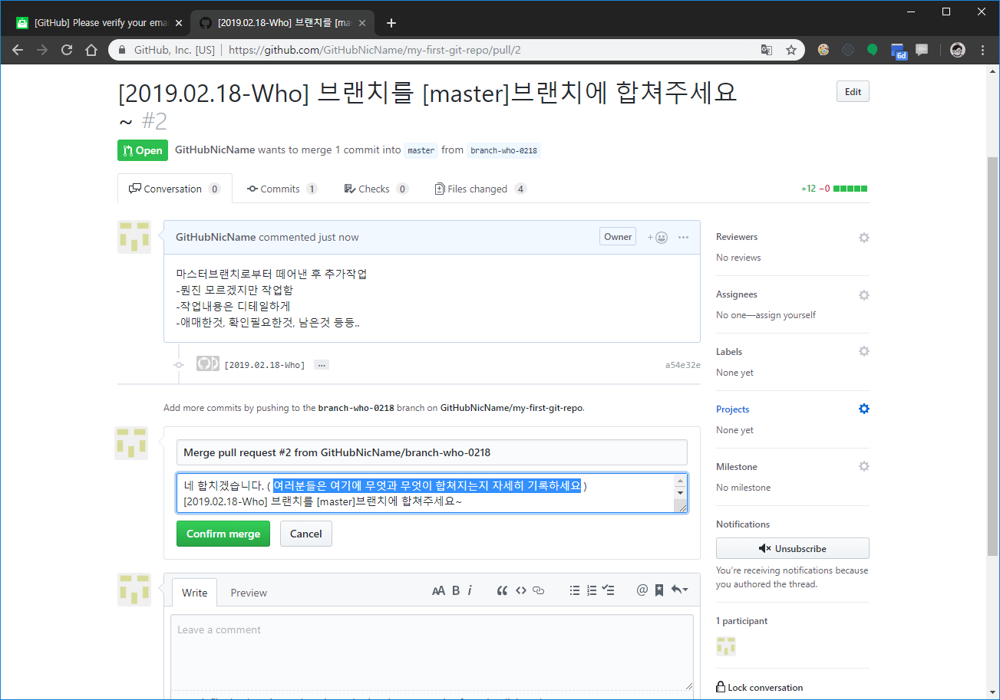 [GitHub] Please verify your ema
[2019.02.18-Who] 브랜치를 [ma
GitHub, Inc. [US] | https://github.com/GitHubNicName/my-first-git-repo/pull/2
6d
[2019.02.18-Who] 브랜치를 [master]브랜치에 합쳐주세요
~ #2
Edit
Open GitHubNicName wants to merge 1 commit into master from branch-who-0218
Conversation 0 Commits 1 Checks 0 Files changed 4 +12 −0
GitHubNicName commented just now Owner
마스터브랜치로부터 떼어낸 후 추가작업
-뭔진 모르겠지만 작업함
-작업내용은 디테일하게
-애매한것, 확인필요한것, 남은것 등등..
[2019.02.18-Who] … a54e32e
Add more commits by pushing to the branch-who-0218 branch on GitHubNicName/my-first-git-repo.
Merge pull request #2 from GitHubNicName/branch-who-0218
네 합치겠습니다. ( 여러분들은 여기에 무엇과 무엇이 합쳐지는지 자세히 기록하세요 )
[2019.02.18-Who] 브랜치를 [master]브랜치에 합쳐주세요~
Confirm merge Cancel
Write Preview
Leave a comment
Reviewers
No reviews
Assignees
No one—assign yourself
Labels
None yet
Projects
None yet
Milestone
No milestone
Notifications
Unsubscribe
You're receiving notifications because
you authored the thread.
1 participant
Lock conversation